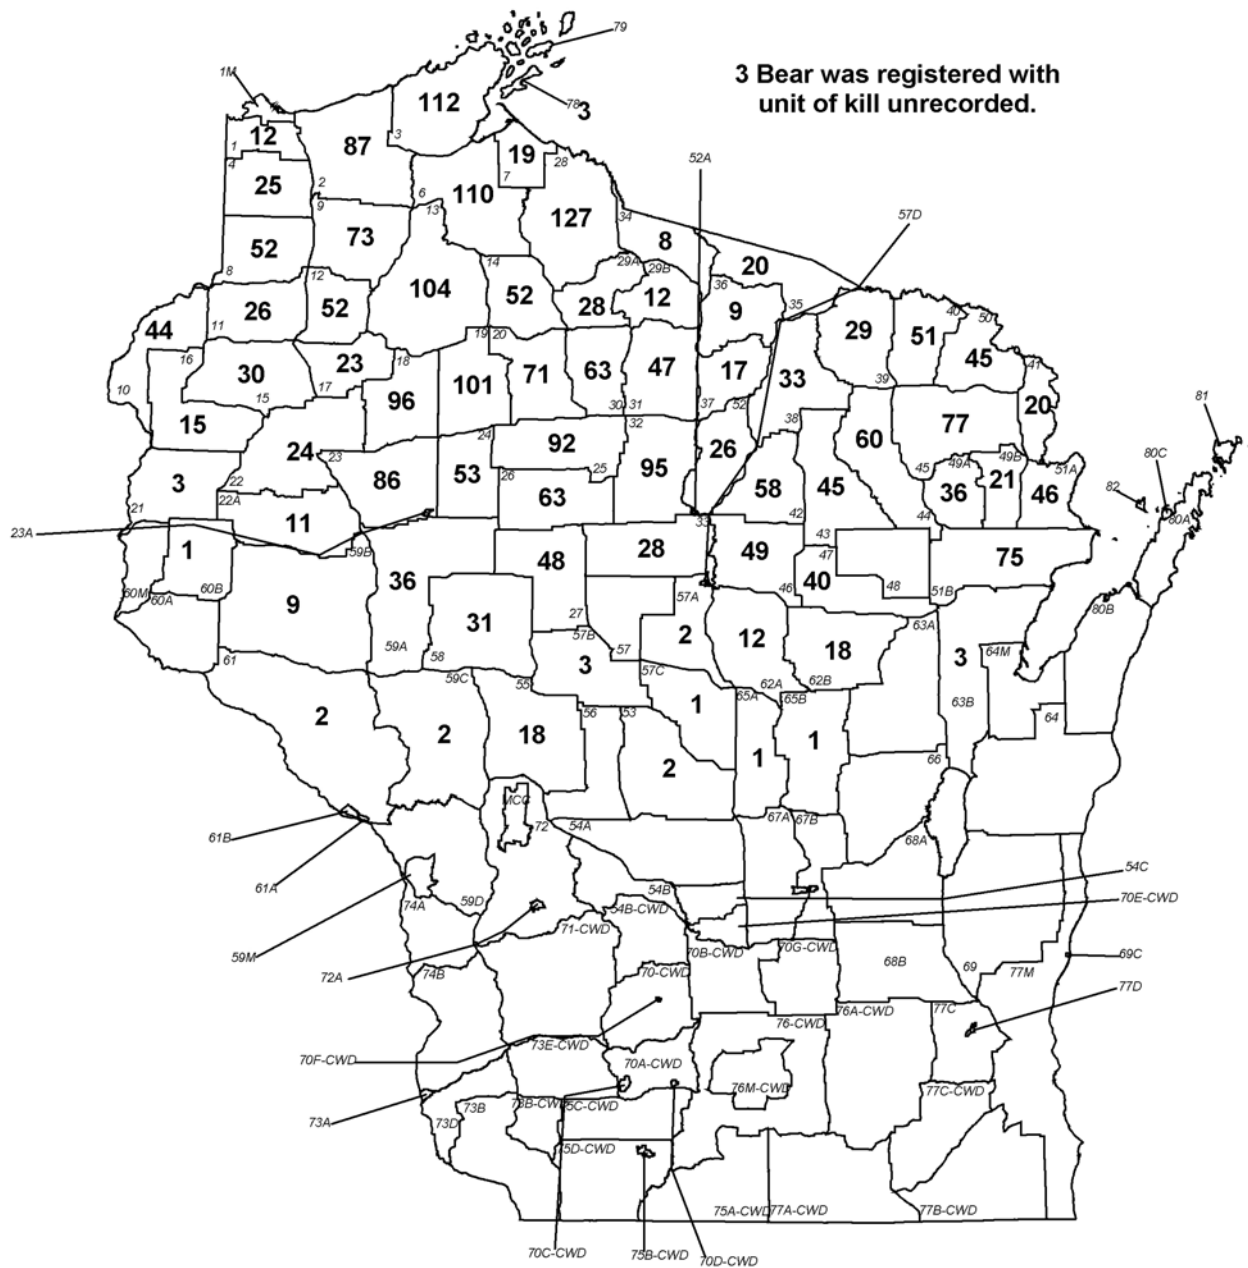 79
1M
3 Bear was registered with
unit of kill unrecorded.
112
78
3
12
3
87
1
19
52A
4
28
7
25
2
6
110
9
13
34
57D
127
73
8
52
8
29A
29B
20
12
14
36
104
52
12
28
26
52
9
35
40
50
44
11
29
51
19
20
45
16
23
18
47
17
41
30
101
71
63
33
10
39
17
15
96
30
31
37
52
20
81
15
38
32
77
24
92
60
24
23
26
80C
53
95
45
49A
49B
51A
3
86
25
26
22
58
45
36
21
46
82
22A
63
21
11
42
44
80A
23A
33
43
1
59B
48
28
49
47
75
36
40
48
60M
60A
60B
46
51B
57A
9
27
80B
31
2
12
57B
63A
59A
57
18
58
3
3
64M
61
57C
59C
55
62A
62B
65A
65B
1
63B
2
56
53
64
2
18
1
1
66
2
MCC
61B
54A
72
67A
67B
68A
54C
61A
54B
59D
70E-CWD
74A
54B-CWD
71-CWD
70B-CWD
70G-CWD
59M
69C
68B
69
72A
74B
70-CWD
77M
77D
76A-CWD
77C
76-CWD
73E-CWD
70F-CWD
70A-CWD
76M-CWD
77C-CWD
73B
73B-CWD
75C-CWD
73A
73D
75D-CWD
75A-CWD
77A-CWD
77B-CWD
70C-CWD
75B-CWD
70D-CWD